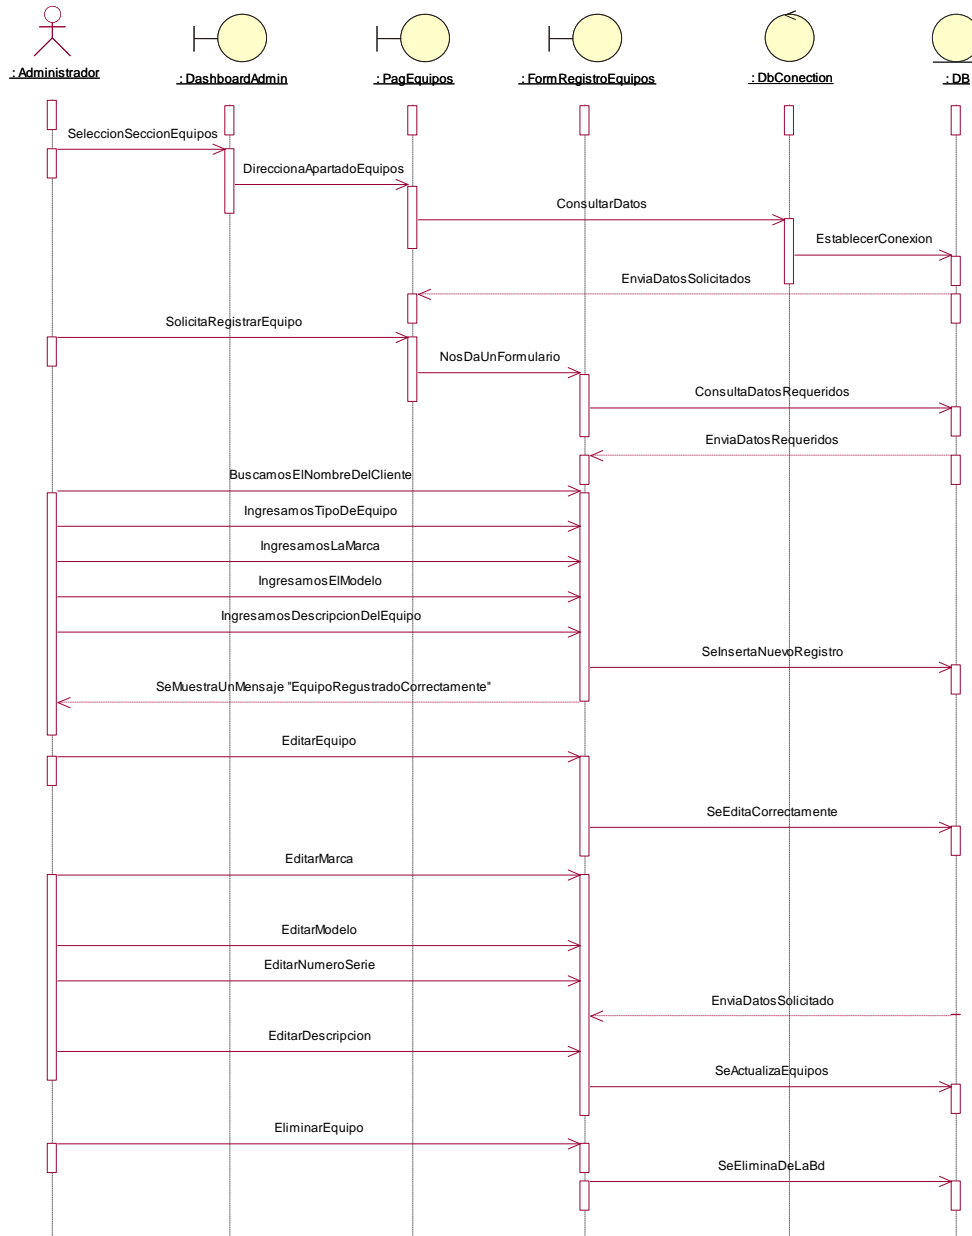 : Administrador
: DashboardAdmin
: PagEquipos
: FormRegistroEquipos
: DbConection
: DB
SeleccionSeccionEquipos
DireccionaApartadoEquipos
ConsultarDatos
EstablecerConexion
EnviaDatosSolicitados
SolicitaRegistrarEquipo
NosDaUnFormulario
ConsultaDatosRequeridos
EnviaDatosRequeridos
BuscamosElNombreDelCliente
IngresamosTipoDeEquipo
IngresamosLaMarca
IngresamosElModelo
IngresamosDescripcionDelEquipo
SeInsertaNuevoRegistro
SeMuestraUnMensaje "EquipoRegustradoCorrectamente"
EditarEquipo
SeEditaCorrectamente
EditarMarca
EditarModelo
EditarNumeroSerie
EnviaDatosSolicitado
EditarDescripcion
SeActualizaEquipos
EliminarEquipo
SeEliminaDeLaBd